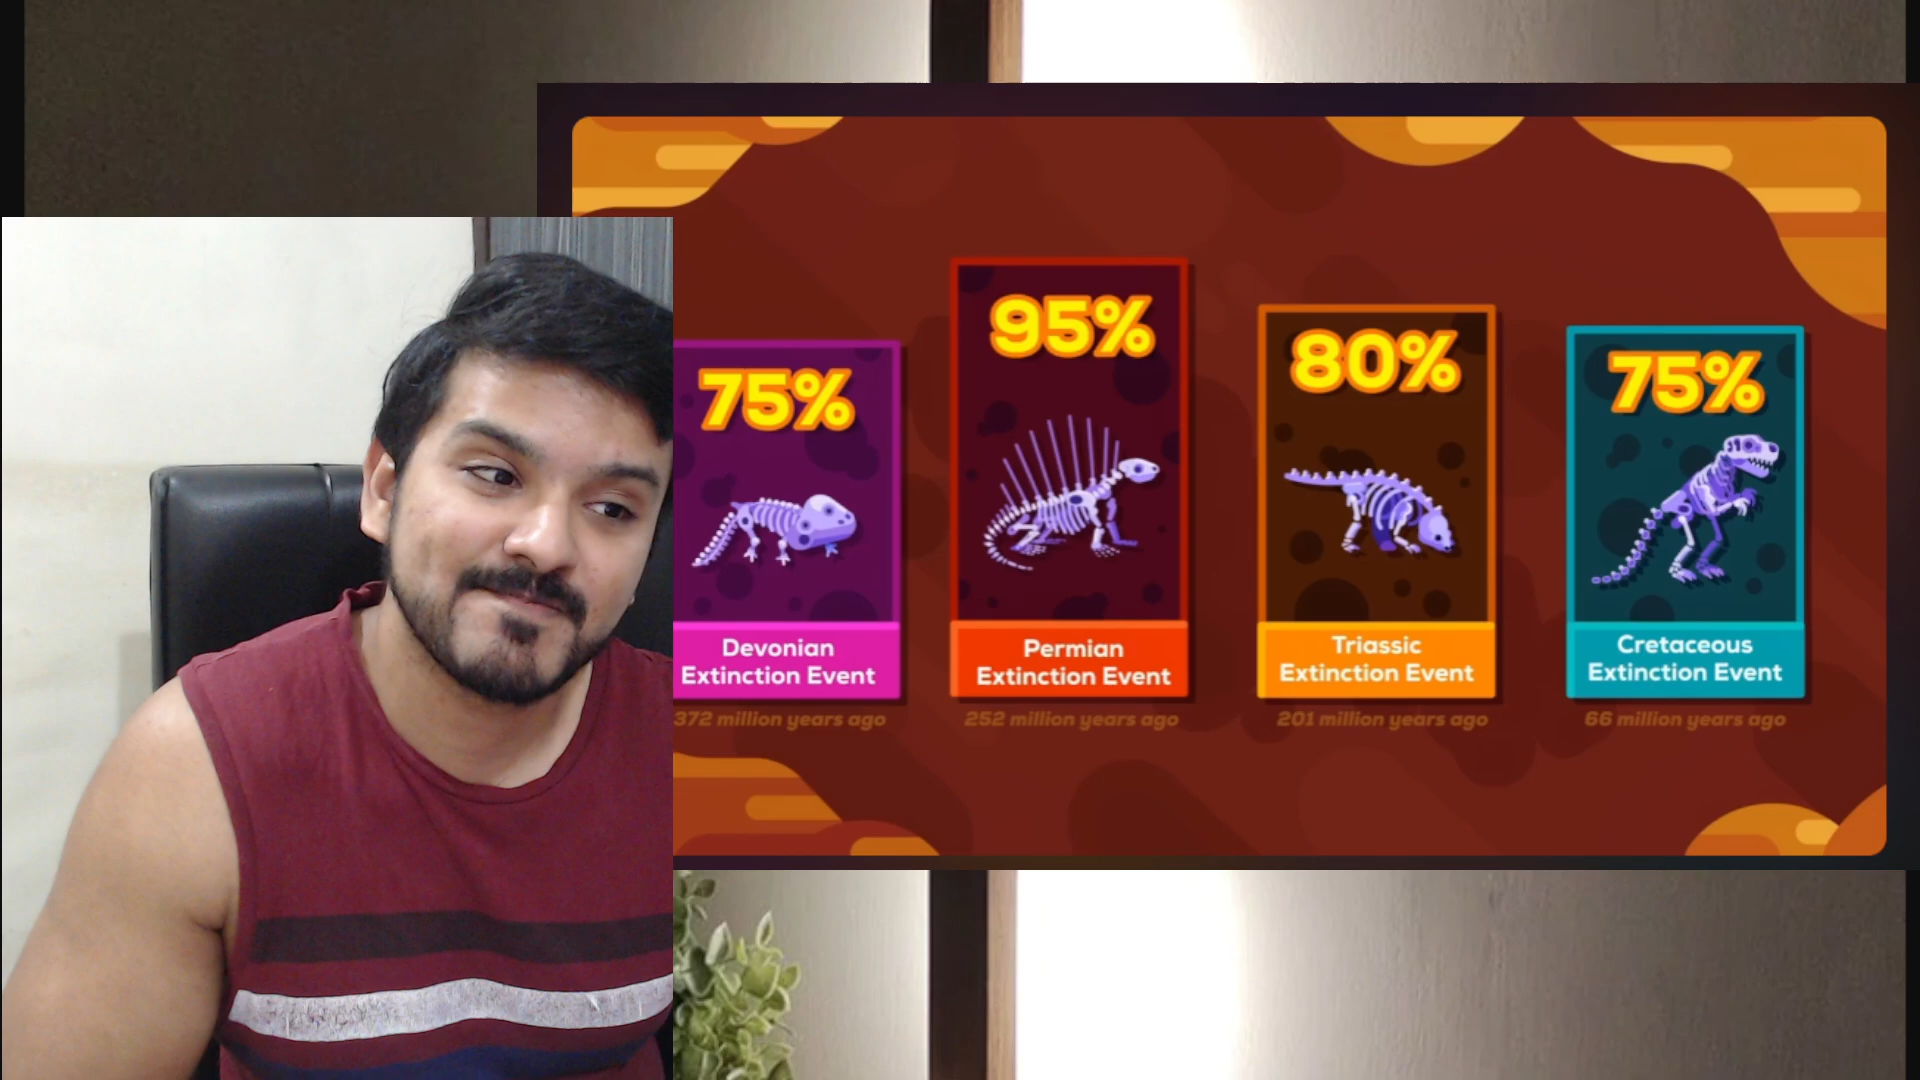 75%
Devonian
Extinction Event
372 million years ago
95%
Permian
Extinction Event
252 million years ago
80%
Triassic
Extinction Event
201 million years ago
75%
Cretaceous
Extinction Event
66 million years ago